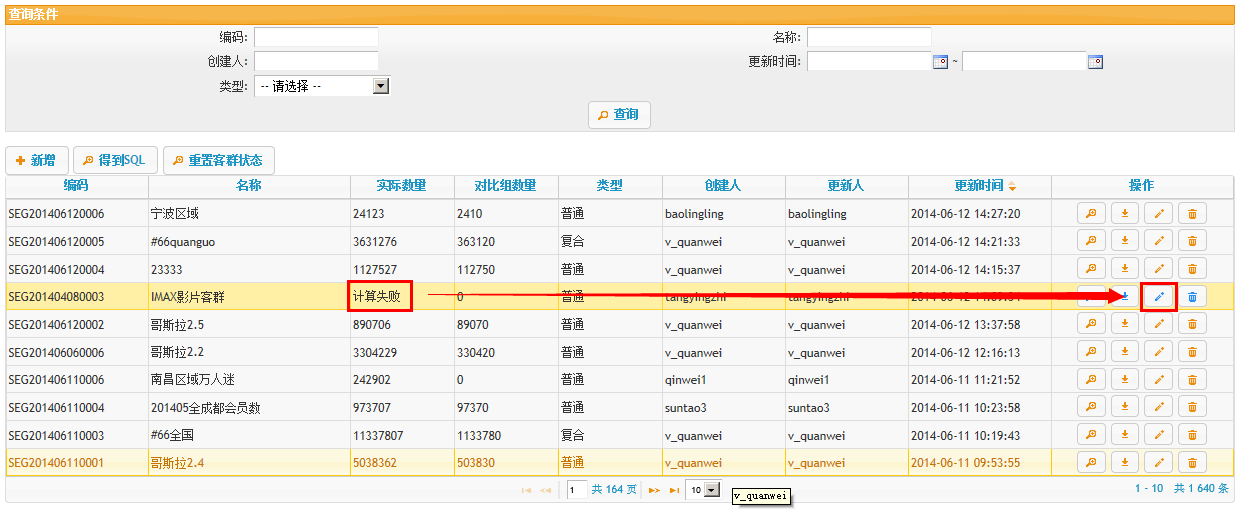 查询条件
编码: 名称:
创建人: 更新时间: ~
类型: -- 请选择 --
查询
新增 得到SQL 重置客群状态
编码 名称 实际数量 对比组数量 类型 创建人 更新人 更新时间 操作
SEG201406120006 宁波区域 24123 2410 普通 baolingling baolingling 2014-06-12 14:27:20
SEG201406120005 #66quanguo 3631276 363120 复合 v_quanwei v_quanwei 2014-06-12 14:21:33
SEG201406120004 23333 1127527 112750 普通 v_quanwei v_quanwei 2014-06-12 14:15:37
SEG201404080003 IMAX影片客群 计算失败 0 普通 tangyingzhi tangyingzhi
SEG201406120002 哥斯拉2.5 890706 89070 普通 v_quanwei v_quanwei 2014-06-12 13:37:58
SEG201406060006 哥斯拉2.2 3304229 330420 普通 v_quanwei v_quanwei 2014-06-12 12:16:13
SEG201406110006 南昌区域万人迷 242902 0 普通 qinwei1 qinwei1 2014-06-11 11:21:52
SEG201406110004 201405全成都会员数 973707 97370 普通 suntao3 suntao3 2014-06-11 10:23:58
SEG201406110003 #66全国 11337807 1133780 复合 v_quanwei v_quanwei 2014-06-11 10:19:43
SEG201406110001 哥斯拉2.4 5038362 503830 普通 v_quanwei v_quanwei 2014-06-11 09:53:55
1 共 164 页 10 1 - 10 共 1 640 条
v_quanwei